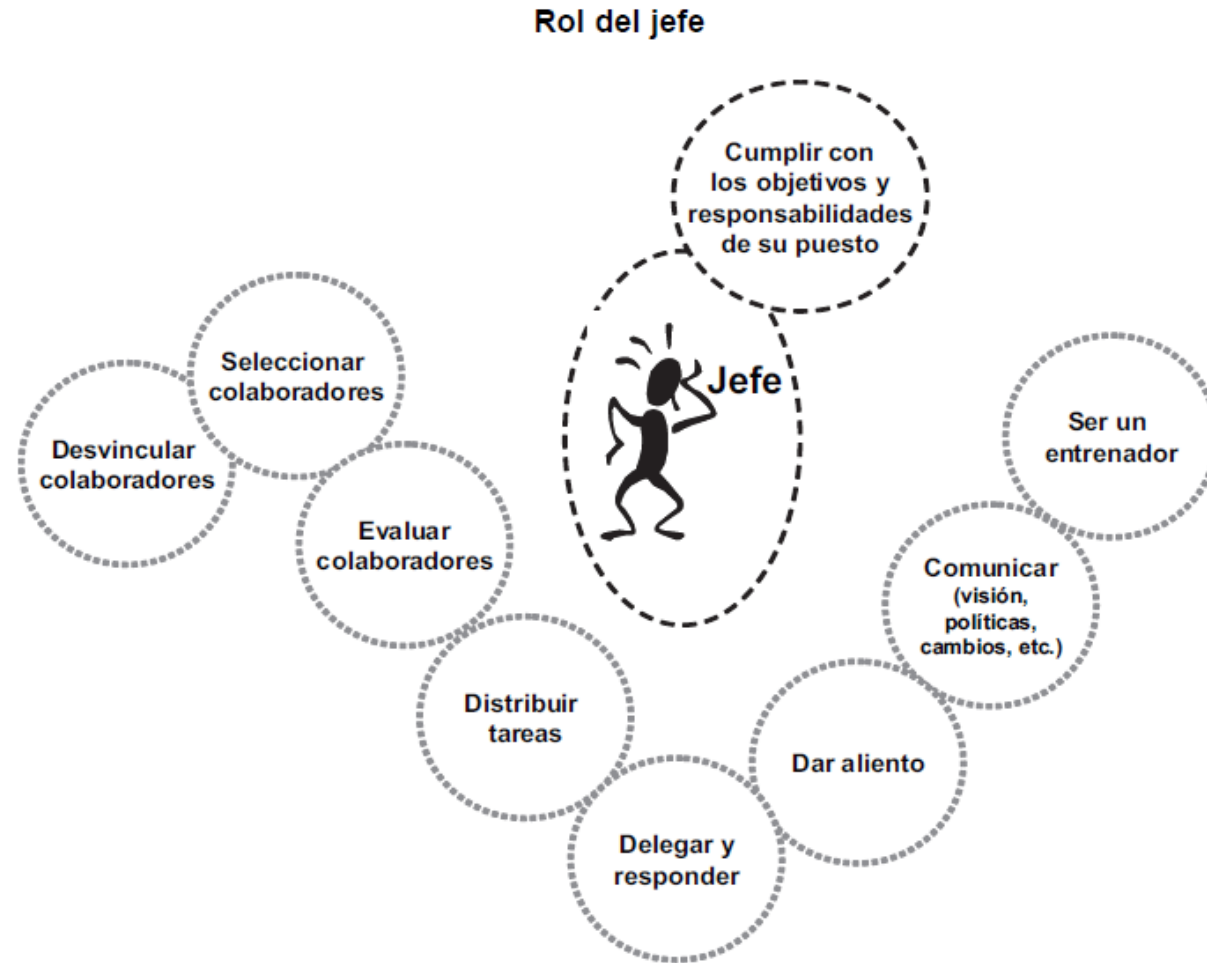 Rol del jefe
Cumplir con
los objetivos y
responsabilidades
de su puesto
Jefe
Seleccionar
colaboradores
Desvincular
colaboradores
Evaluar
colaboradores
Distribuir
tareas
Delegar y
responder
Dar aliento
Comunicar
(visión,
políticas,
cambios, etc.)
Ser un
entrenador